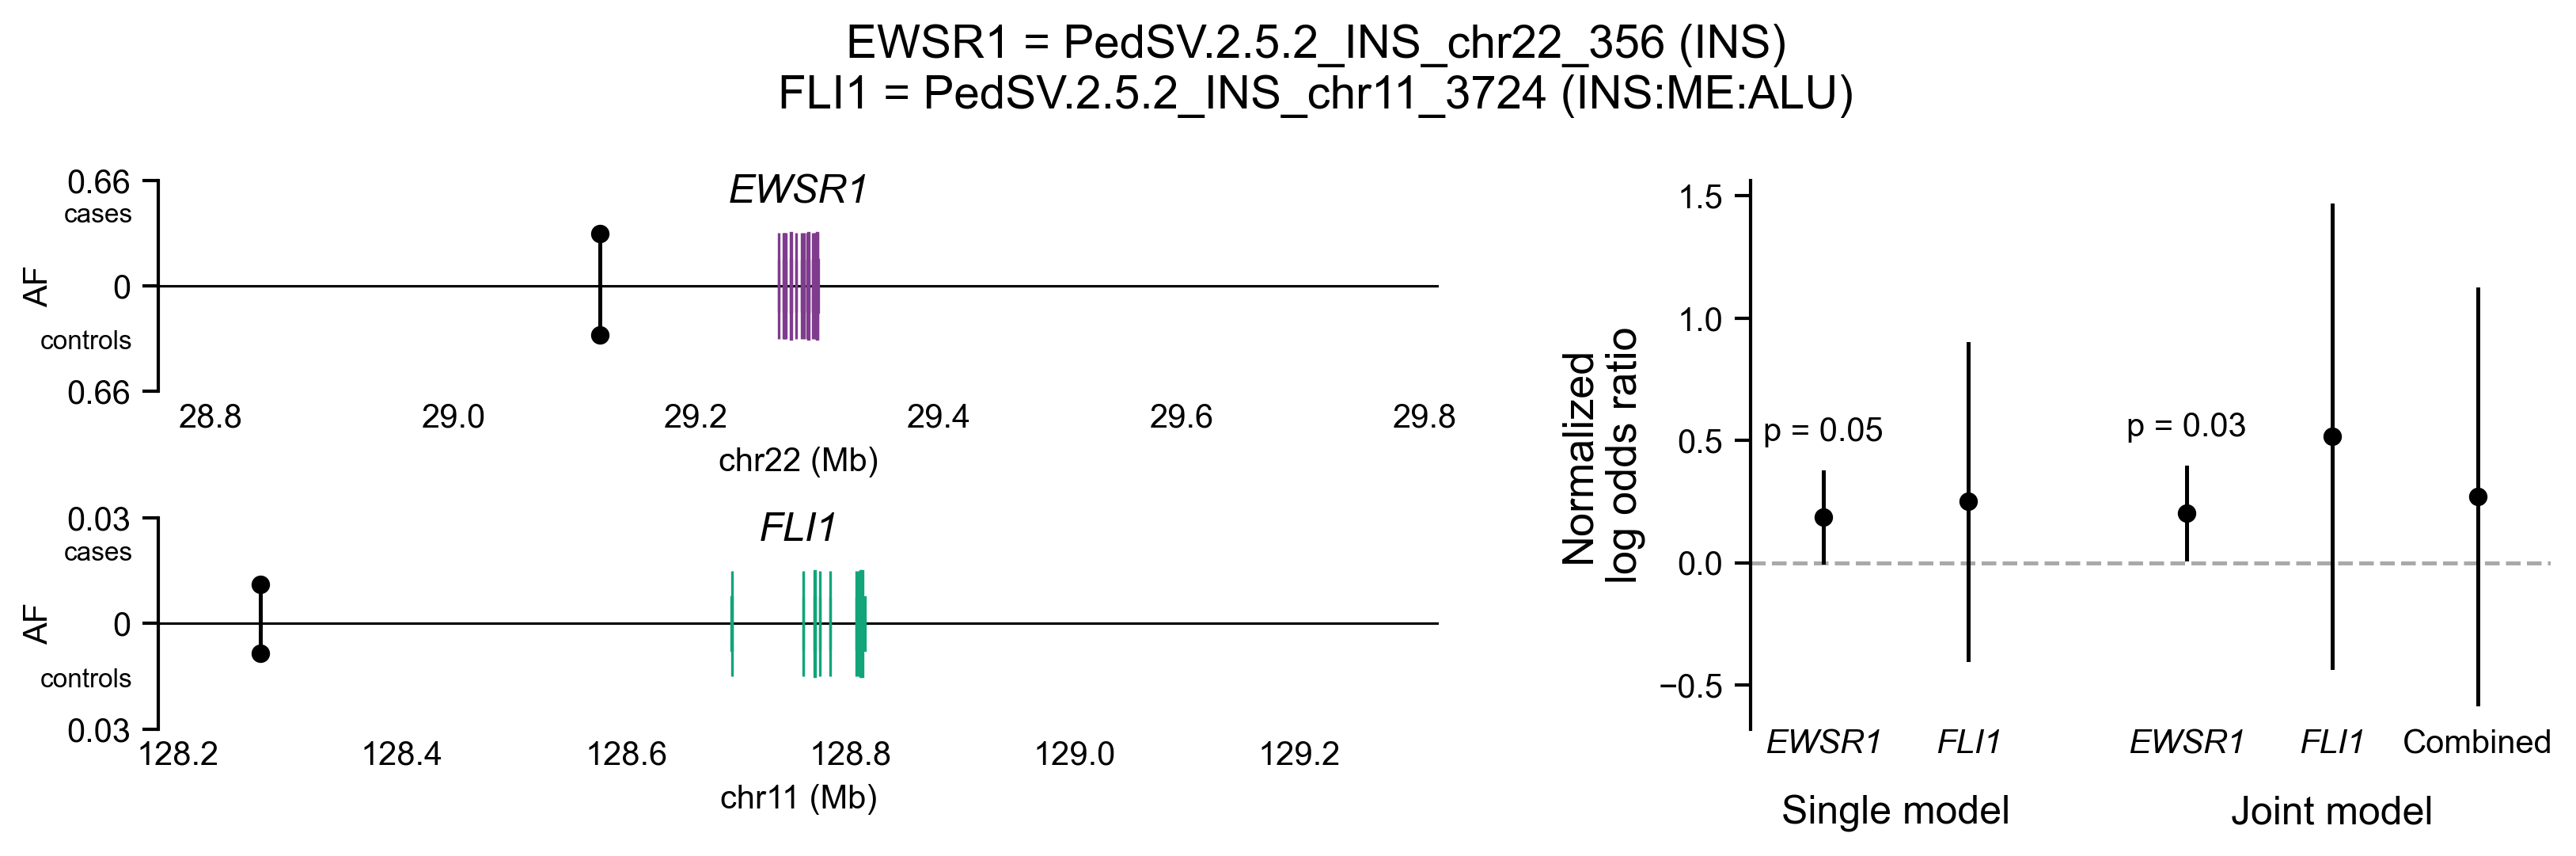 EWSR1 = PedSV.2.5.2_INS_chr22_356 (INS)
FLI1 = PedSV.2.5.2_INS_chr11_3724 (INS:ME:ALU)
EWSR1
0.66
cases
AF
0
controls
0.66
28.8 29.0 29.2 29.4 29.6 29.8
chr22 (Mb)
FLI1
0.03
cases
AF
0
controls
0.03
128.2 128.4 128.6 128.8 129.0 129.2
chr11 (Mb)
Normalized
log odds ratio
1.5
1.0
0.5
0.0
−0.5
p = 0.05
p = 0.03
EWSR1 FLI1 EWSR1 FLI1 Combined
Single model Joint model